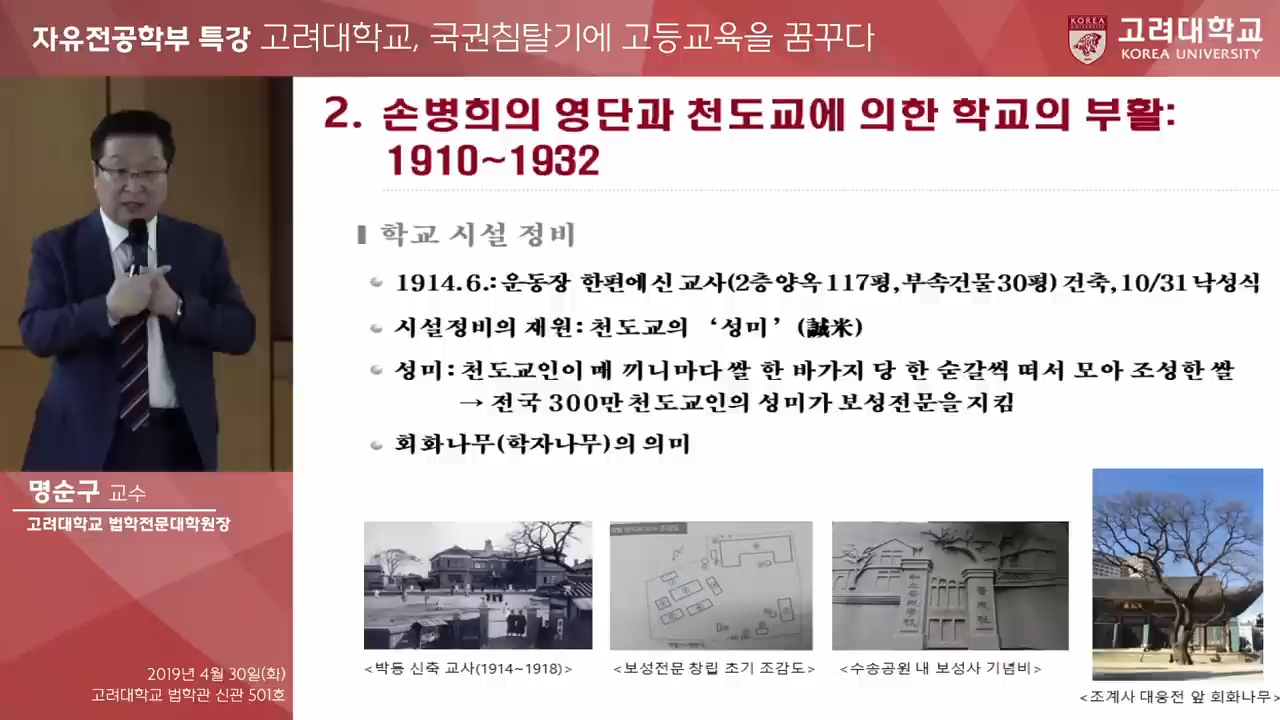 자유전공학부 특강 고려대학교, 국권침탈기에 고등교육을 꿈꾸다
KOREA
고려대학교
KOREA UNIVERSITY
2. 손병희의 영단과 천도교에 의한 학교의 부활:
1910~1932
학교 시설 정비
1914.6.: 운동장 한편에 신 교사(2층 양옥 117평, 부속건물 30평) 건축, 10/31 낙성식
시설정비의 재원: 천도교의 ‘성미’(誠米)
성미: 천도교인이 매 끼니마다 쌀 한 바가지 당 한 숟갈씩 떠서 모아 조성한 쌀
→ 전국 300만 천도교인의 성미가 보성전문을 지킴
회화나무(학자나무)의 의미
명순구 교수
고려대학교 법학전문대학원장
2019년 4월 30일(화)
고려대학교 법학관 신관 501호
<박동 신축 교사(1914~1918)>
<보성전문 창립 초기 조감도>
<수송공원 내 보성사 기념비>
<조계사 대웅전 앞 회화나무>